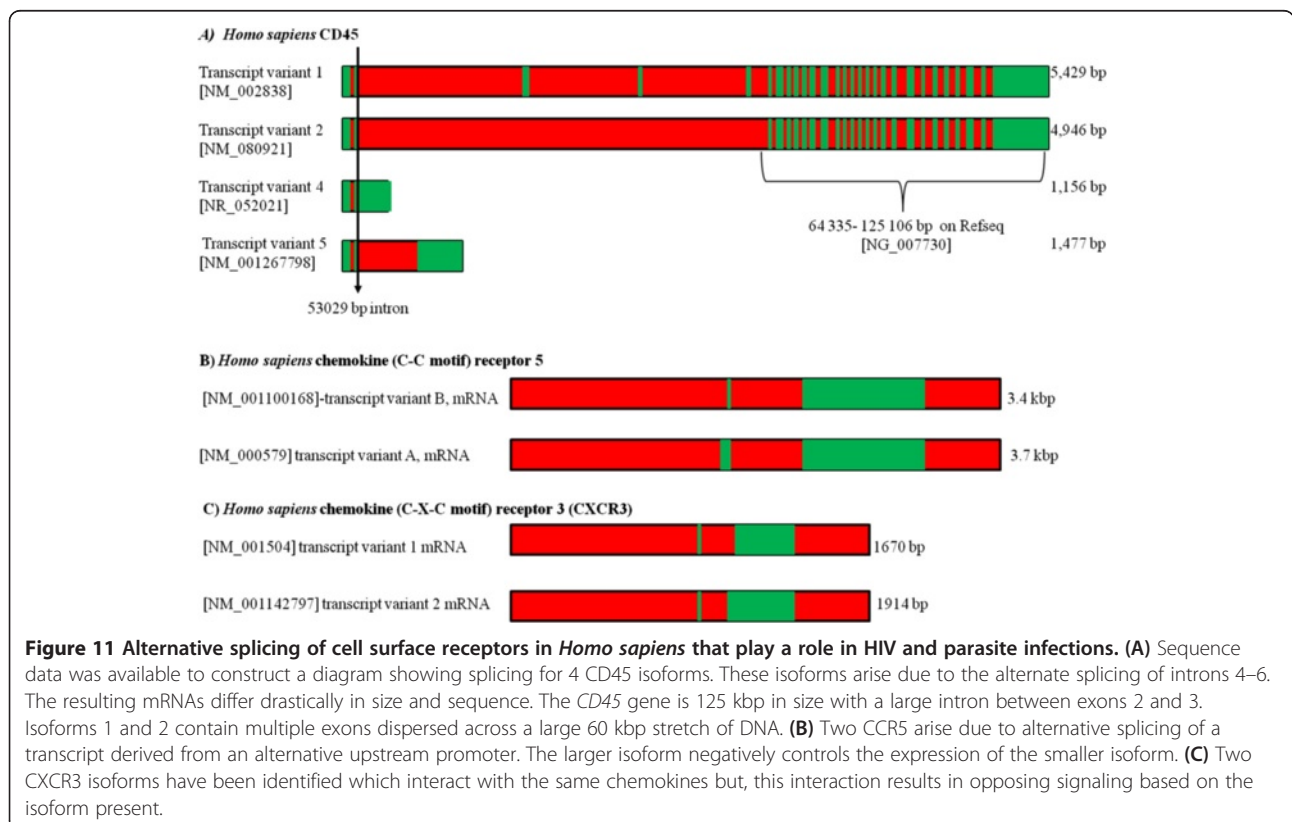 A) Homo sapiens CD45
Transcript variant 1
[NM_002838]
5,429 bp
Transcript variant 2
[NM_080921]
4,946 bp
Transcript variant 4
[NR_052021]
1,156 bp
64 335- 125 106 bp on Refseq
[NG_007730]
Transcript variant 5
[NM_001267798]
1,477 bp
53029 bp intron
B) Homo sapiens chemokine (C-C motif) receptor 5
[NM_001100168]-transcript variant B, mRNA
3.4 kbp
[NM_000579] transcript variant A, mRNA
3.7 kbp
C) Homo sapiens chemokine (C-X-C motif) receptor 3 (CXCR3)
[NM_001504] transcript variant 1 mRNA
1670 bp
[NM_001142797] transcript variant 2 mRNA
1914 bp
Figure 11 Alternative splicing of cell surface receptors in Homo sapiens that play a role in HIV and parasite infections. (A) Sequence
data was available to construct a diagram showing splicing for 4 CD45 isoforms. These isoforms arise due to the alternate splicing of introns 4–6.
The resulting mRNAs differ drastically in size and sequence. The CD45 gene is 125 kbp in size with a large intron between exons 2 and 3.
Isoforms 1 and 2 contain multiple exons dispersed across a large 60 kbp stretch of DNA. (B) Two CCR5 arise due to alternative splicing of a
transcript derived from an alternative upstream promoter. The larger isoform negatively controls the expression of the smaller isoform. (C) Two
CXCR3 isoforms have been identified which interact with the same chemokines but, this interaction results in opposing signaling based on the
isoform present.